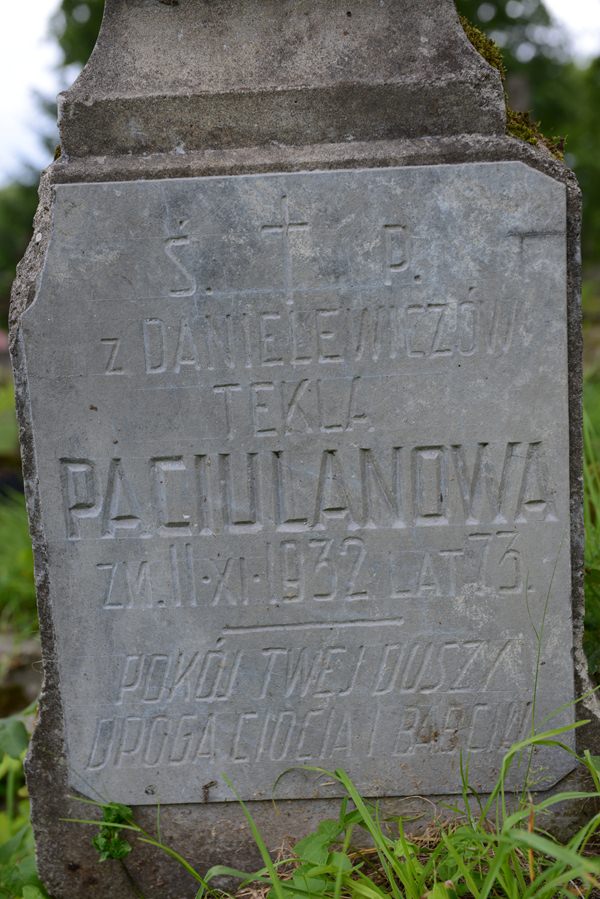 Ś. † P.
z DANIELEWICZÓW
TEKLA
PACIULANOWA
ZM. 11·XI·1932 LAT 73.
POKÓJ TWEJ DUSZY
DROGA CIOCIA I BABCIU